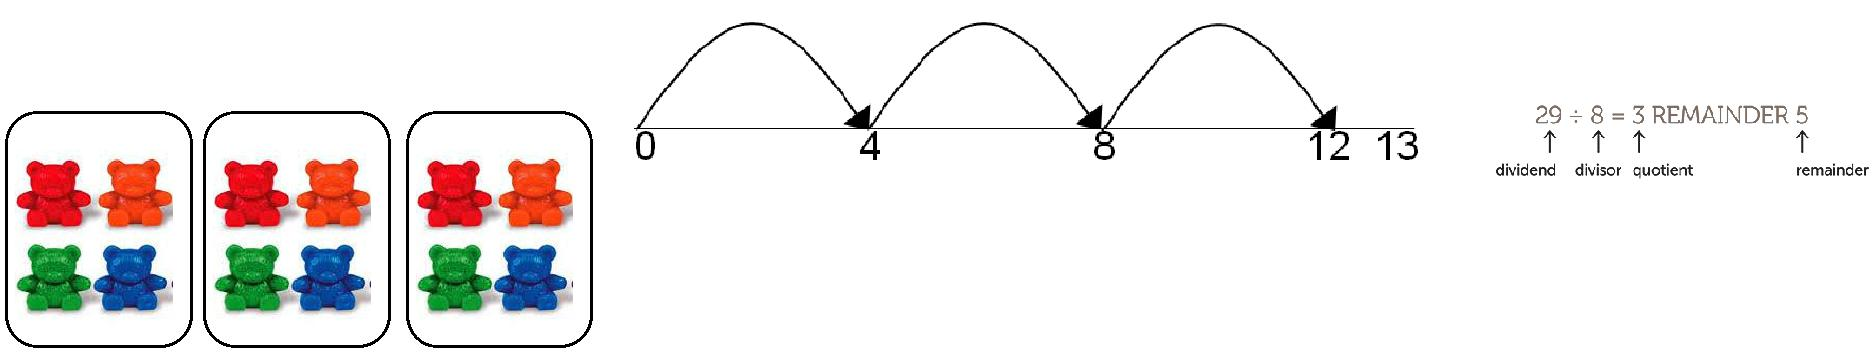 0 4 8 12 13
29 ÷ 8 = 3 REMAINDER 5
dividend divisor quotient remainder